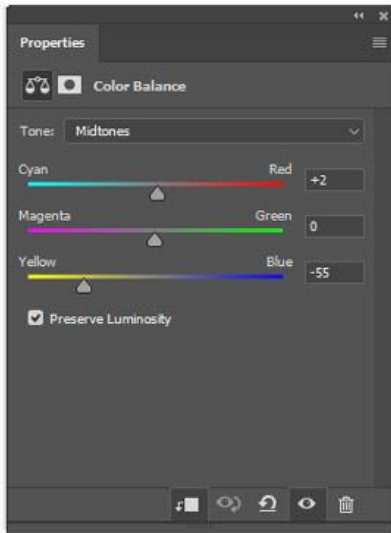 Properties
Color Balance
Tone: Midtones
Cyan Red +2
Magenta Green 0
Yellow Blue -55
Preserve Luminosity